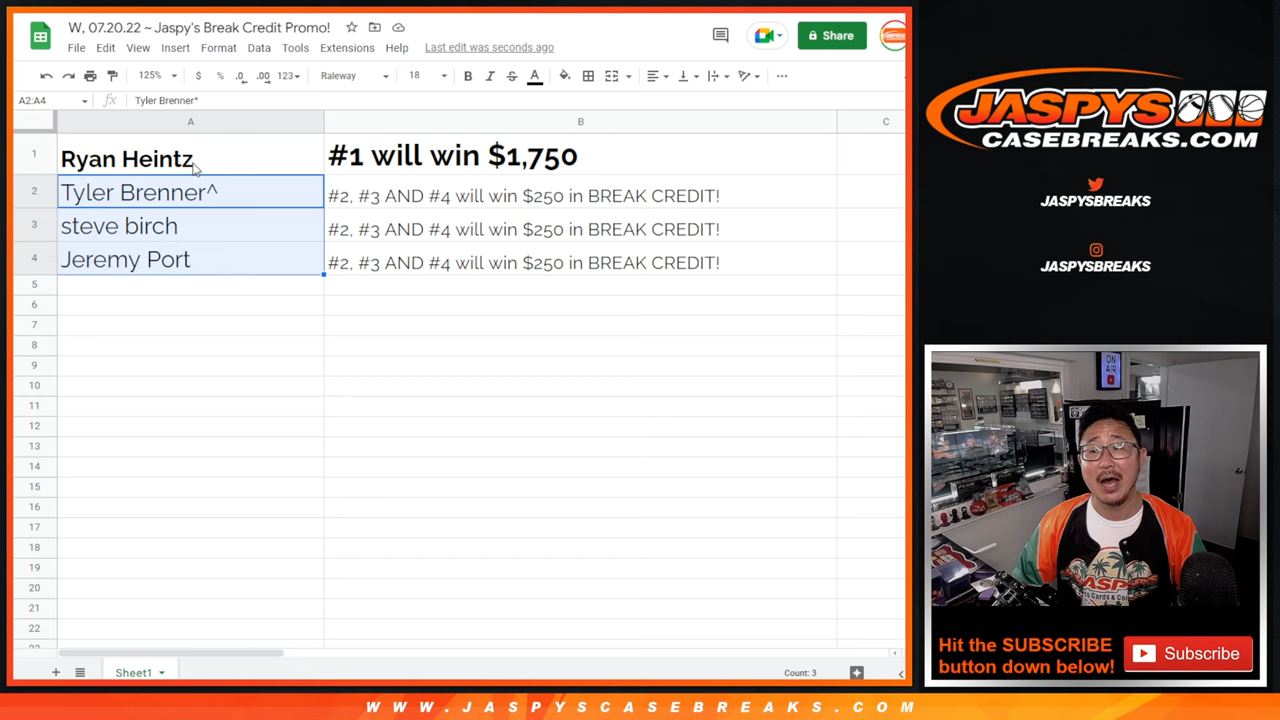 W, 07.20.22 ~ Jaspy's Break Credit Promo!
File Edit View Insert Format Data Tools Extensions Help Last edit was seconds ago
Share
125% $ % .0 .00 123 Raleway 18 B I S A
A2:A4 fx Tyler Brenner^
A B C
1 Ryan Heintz #1 will win $1,750
2 Tyler Brenner^ #2, #3 AND #4 will win $250 in BREAK CREDIT!
3 steve birch #2, #3 AND #4 will win $250 in BREAK CREDIT!
4 Jeremy Port #2, #3 AND #4 will win $250 in BREAK CREDIT!
5
6
7
8
9
10
11
12
13
14
15
16
17
18
19
20
21
22
Sheet1 Count: 3
JASPYS
CASEBREAKS.COM
JASPYSBREAKS
JASPYSBREAKS
ON
AIR
JASPYS
Hit the SUBSCRIBE
button down below!
Subscribe
WWW.JASPYSCASEBREAKS.COM